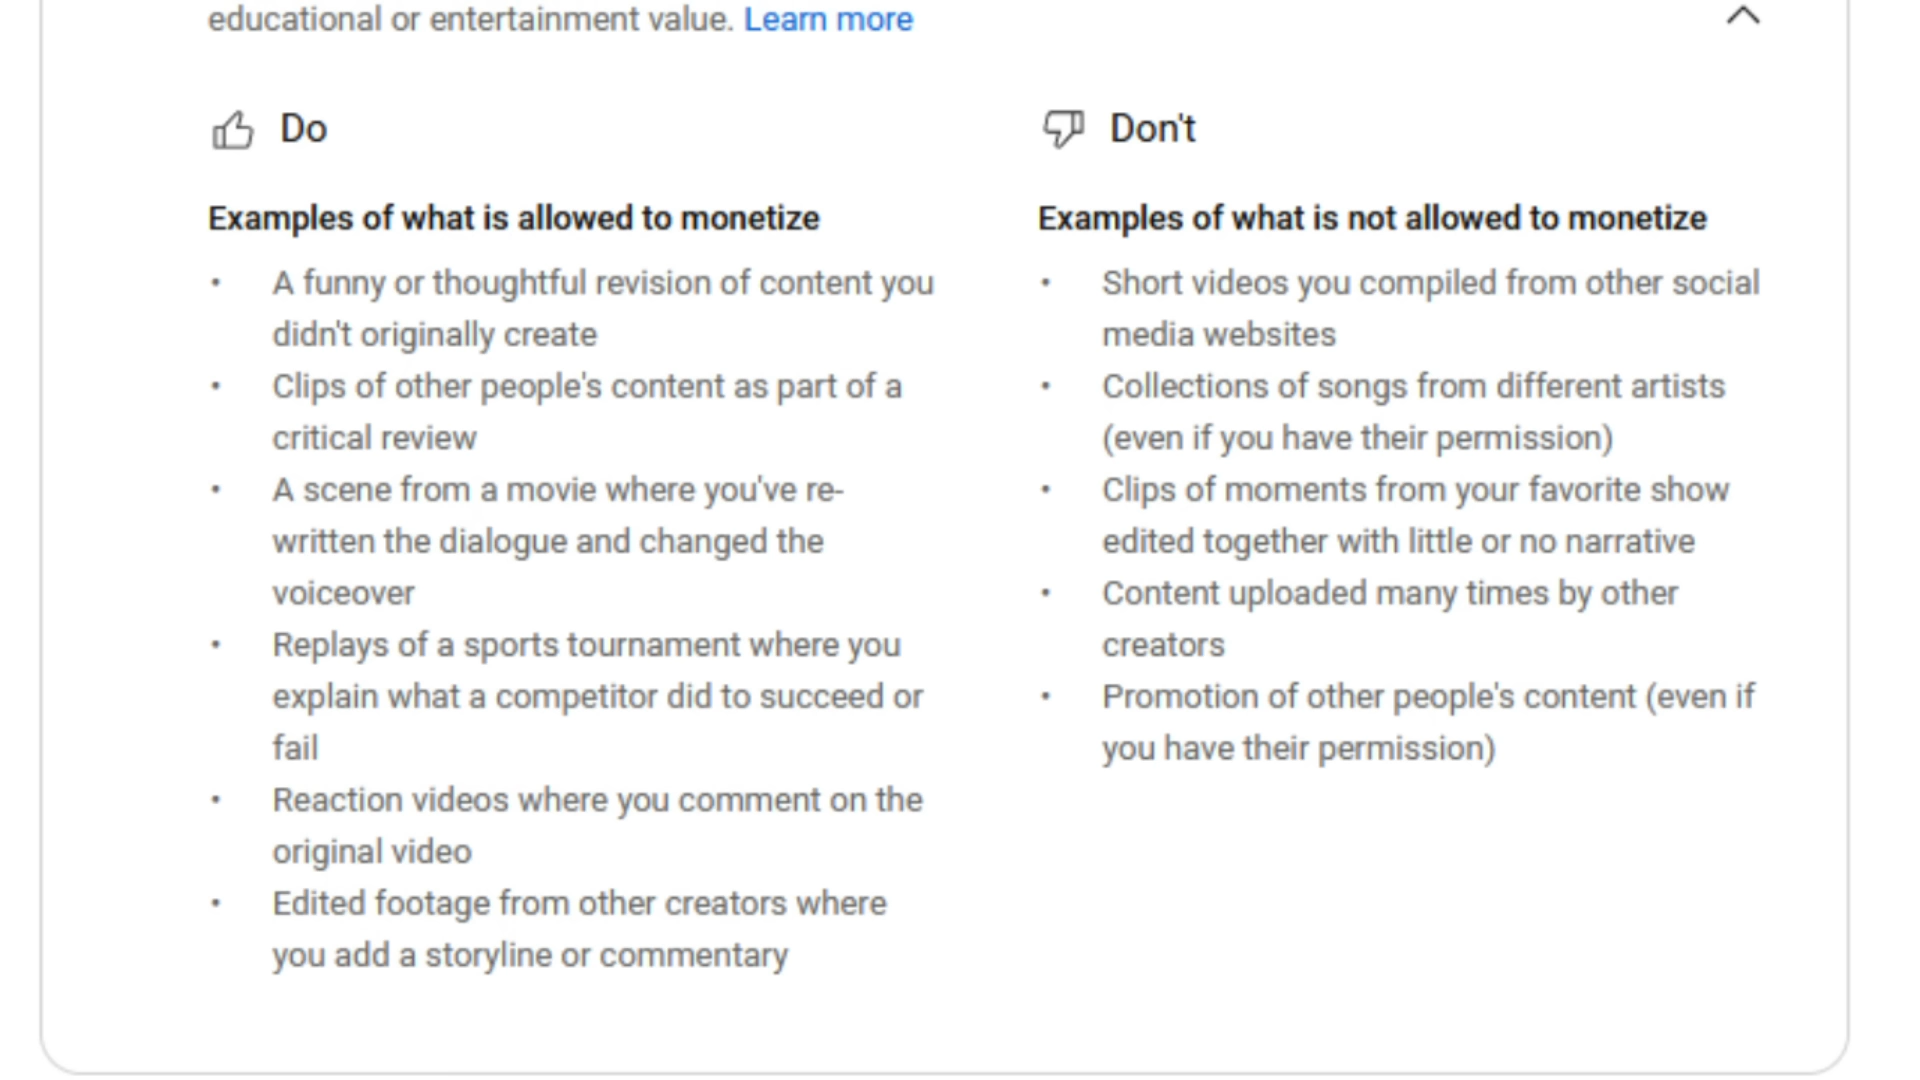 educational or entertainment value. Learn more
Do
Examples of what is allowed to monetize
• A funny or thoughtful revision of content you
didn't originally create
• Clips of other people's content as part of a
critical review
• A scene from a movie where you've re-
written the dialogue and changed the
voiceover
• Replays of a sports tournament where you
explain what a competitor did to succeed or
fail
• Reaction videos where you comment on the
original video
• Edited footage from other creators where
you add a storyline or commentary
Don't
Examples of what is not allowed to monetize
• Short videos you compiled from other social
media websites
• Collections of songs from different artists
(even if you have their permission)
• Clips of moments from your favorite show
edited together with little or no narrative
• Content uploaded many times by other
creators
• Promotion of other people's content (even if
you have their permission)